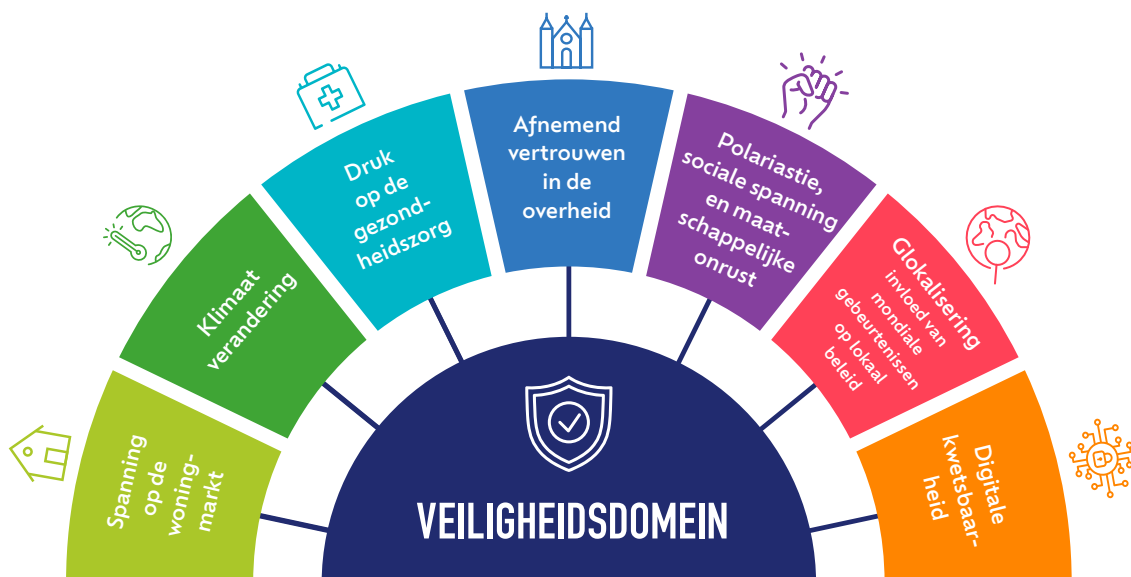 Spanning
op de
woning-
markt
Klimaat
verandering
Druk
op de
gezond-
heidszorg
Afnemend
vertrouwen
in de
overheid
Polariastie,
sociale spanning
en maat-
schappelijke
onrust
Glokalisering
invloed van
mondiale
gebeurtenissen
op lokaal
beleid
Digitale
kwetsbaar-
heid
VEILIGHEIDSDOMEIN